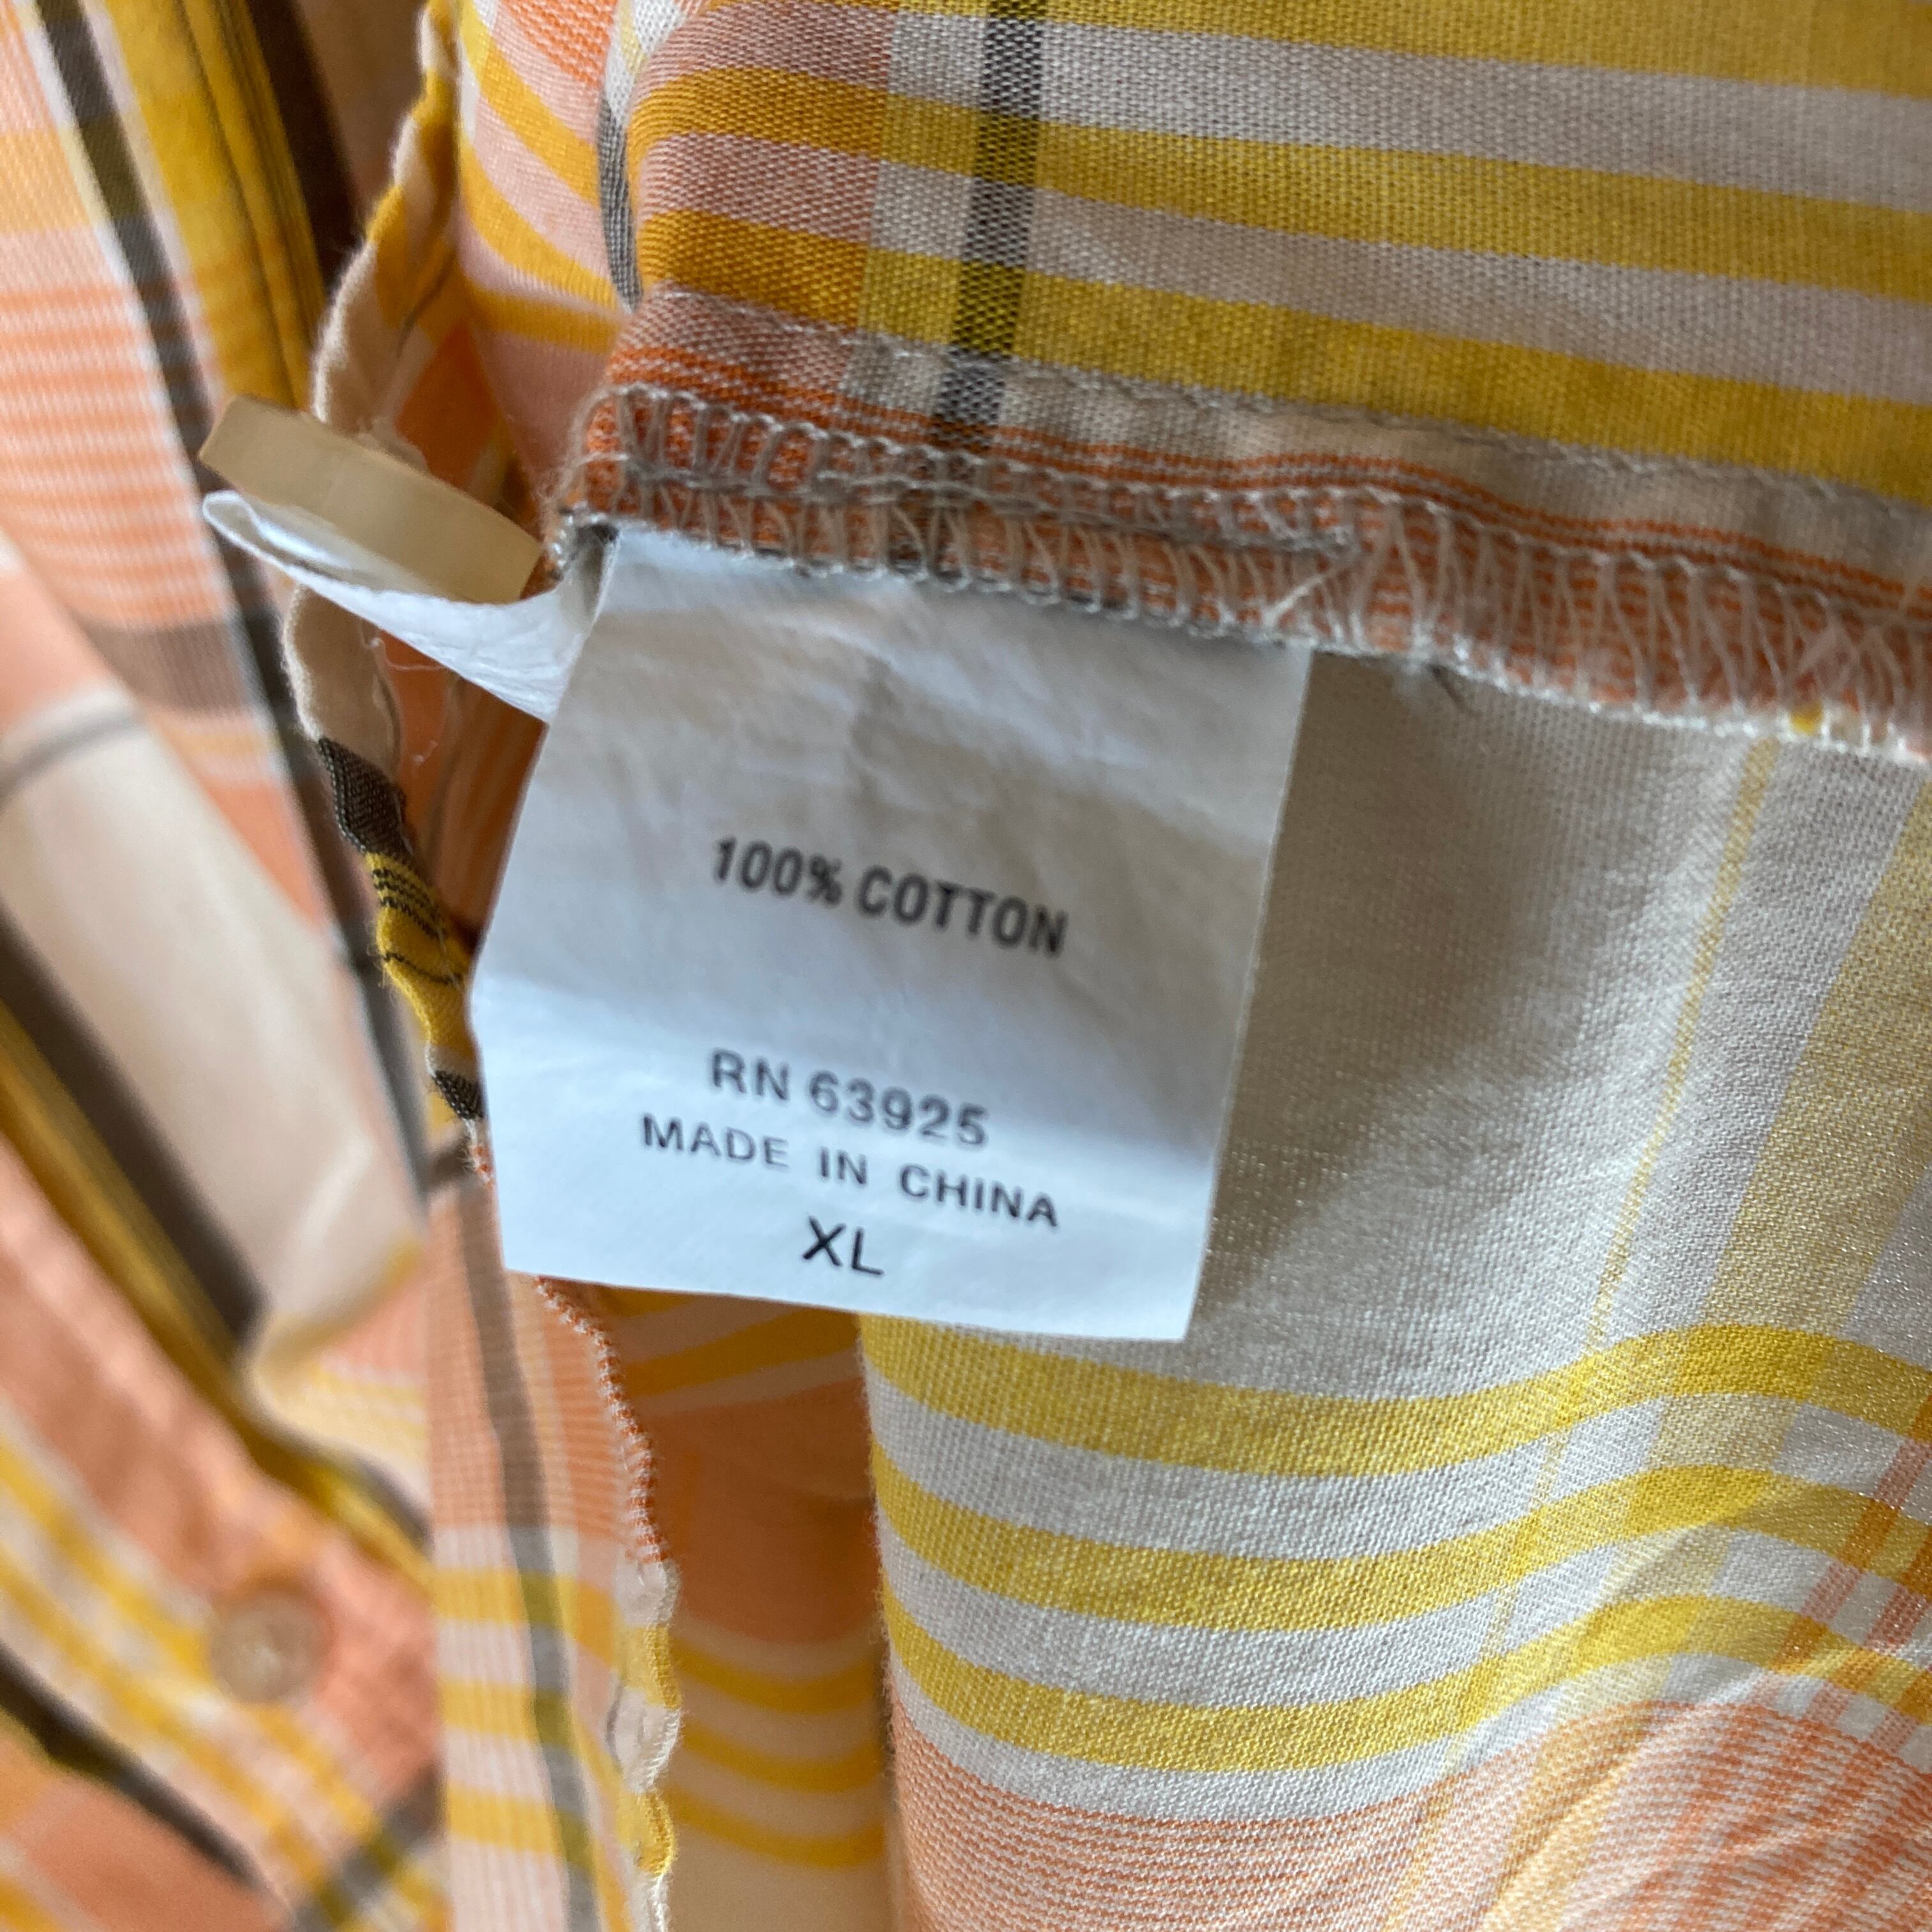 100% COTTON
RN 63925
MADE IN CHINA
XL